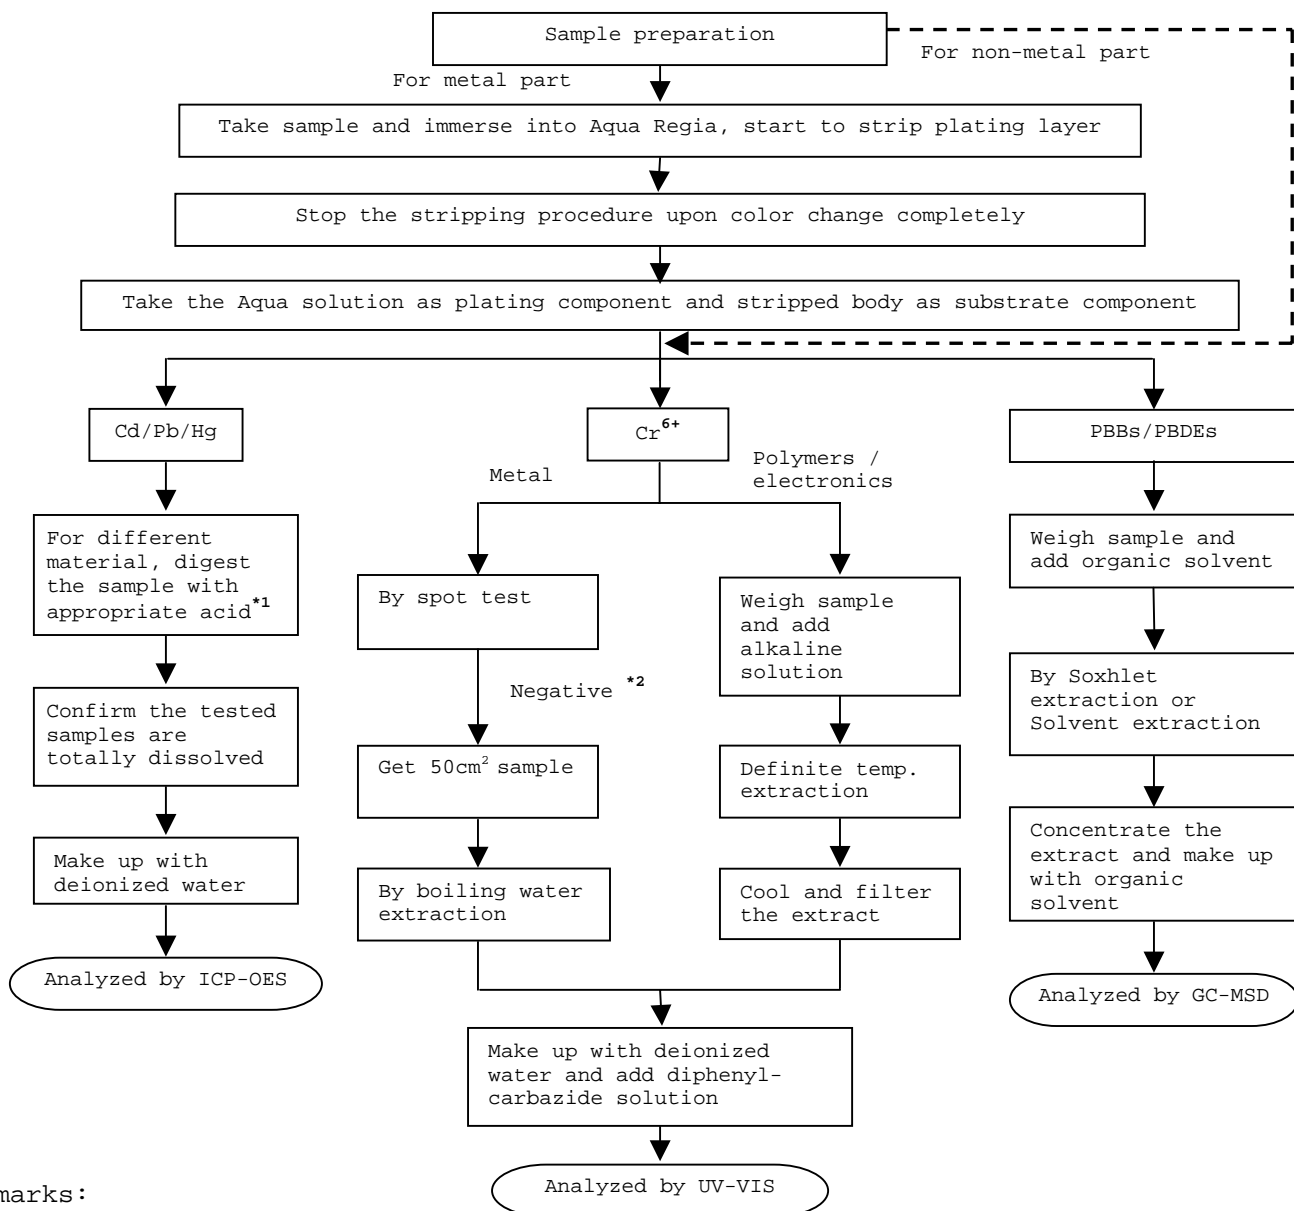 Sample preparation
For non-metal part
For metal part
Take sample and immerse into Aqua Regia, start to strip plating layer
Stop the stripping procedure upon color change completely
Take the Aqua solution as plating component and stripped body as substrate component
Cd/Pb/Hg
Cr6+
PBBs/PBDEs
Metal
Polymers /
electronics
For different
material, digest
the sample with
appropriate acid*1
Confirm the tested
samples are
totally dissolved
Make up with
deionized water
Analyzed by ICP-OES
By spot test
Negative *2
Get 50cm2 sample
By boiling water
extraction
Weigh sample
and add
alkaline
solution
Definite temp.
extraction
Cool and filter
the extract
Make up with deionized
water and add diphenyl-
carbazide solution
Analyzed by UV-VIS
Weigh sample and
add organic solvent
By Soxhlet
extraction or
Solvent extraction
Concentrate the
extract and make up
with organic
solvent
Analyzed by GC-MSD
marks: